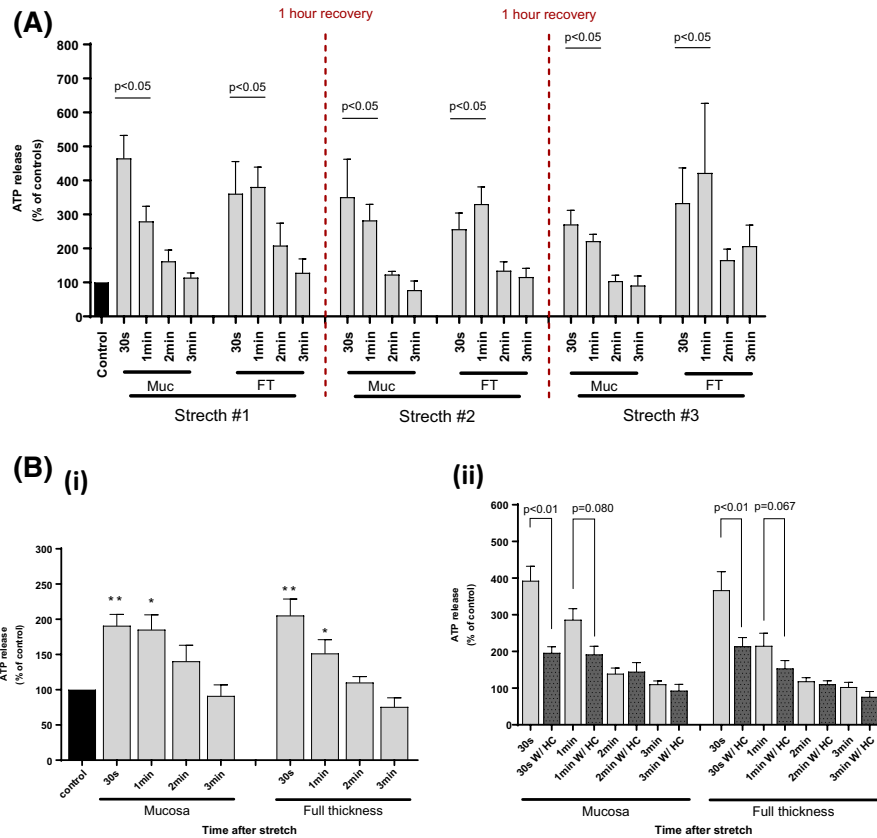 1 hour recovery 1 hour recovery
(A)
ATP release
(% of controls)
800
700
600
500
400
300
200
100
0
p<0.05 p<0.05 p<0.05 p<0.05 p<0.05 p<0.05
Control 30s 1min 2min 3min 30s 1min 2min 3min 30s 1min 2min 3min 30s 1min 2min 3min 30s 1min 2min 3min 30s 1min 2min 3min
Muc FT Muc FT Muc FT
Strecth #1 Strecth #2 Strecth #3
(B) (i)
ATP release
(% of control)
300
250
200
150
100
50
0
** * ** *
control 30s 1min 2min 3min 30s 1min 2min 3min
Mucosa Full thickness
Time after stretch
(ii)
ATP release
(% of control)
600
500
400
300
200
100
0
p<0.01 p=0.080 p<0.01 p=0.067
30s 30s W/ HC 1min 1min W/ HC 2min 2min W/ HC 3min 3min W/ HC 30s 30s W/ HC 1min 1min W/ HC 2min 2min W/ HC 3min 3min W/ HC
Mucosa Full thickness
Time after stretch